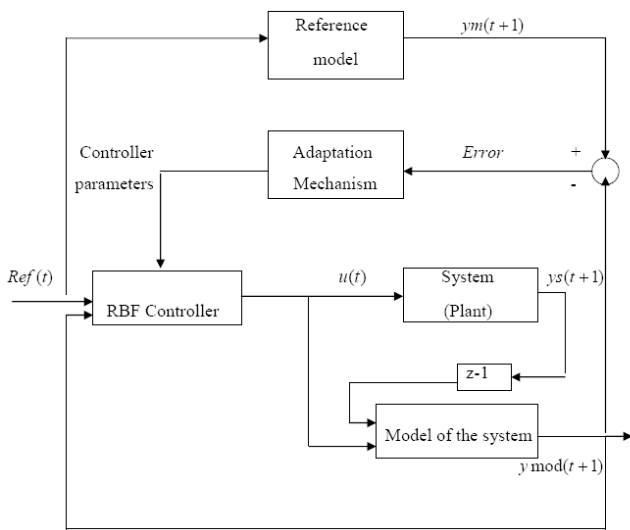 Reference
model
ym(t+1)
Controller
parameters
Adaptation
Mechanism
Error
+
-
Ref(t)
RBF Controller
u(t)
System
(Plant)
ys(t+1)
z-1
Model of the system
y mod(t+1)